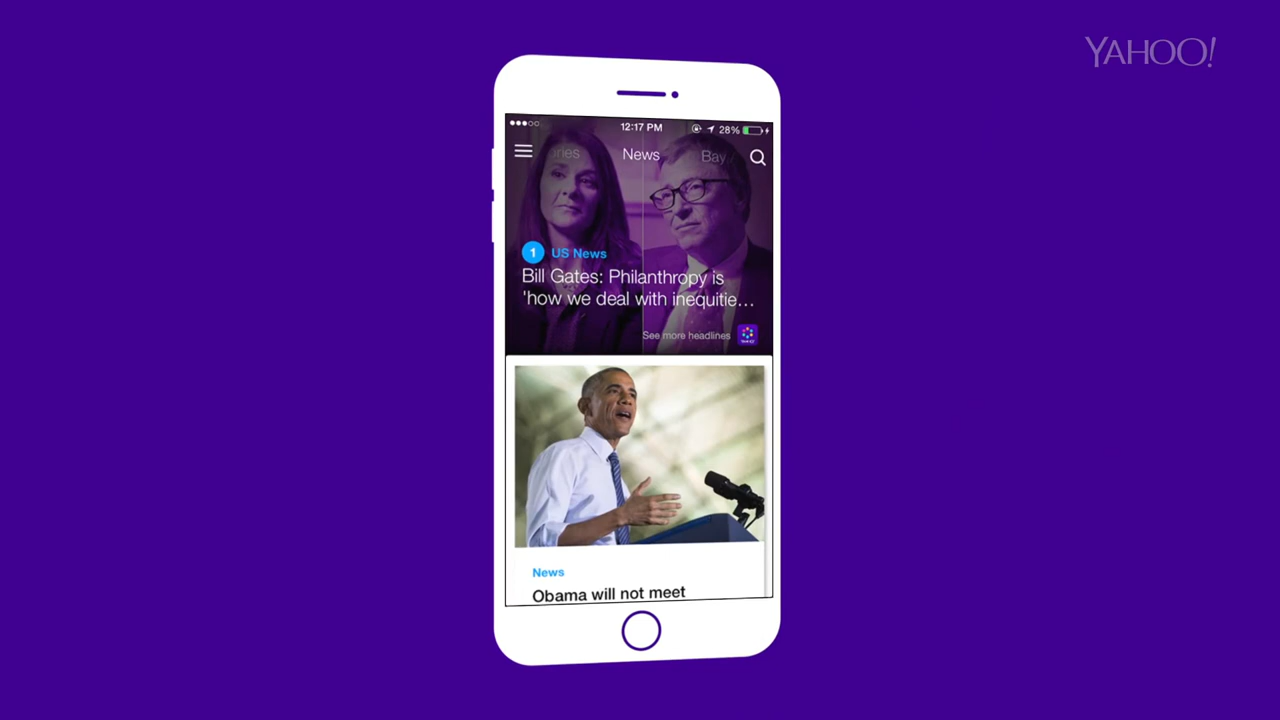 YAHOO!
12:17 PM
28%
ories
News
Bay
1
US News
Bill Gates: Philanthropy is
'how we deal with inequitie…
See more headlines
News
Obama will not meet